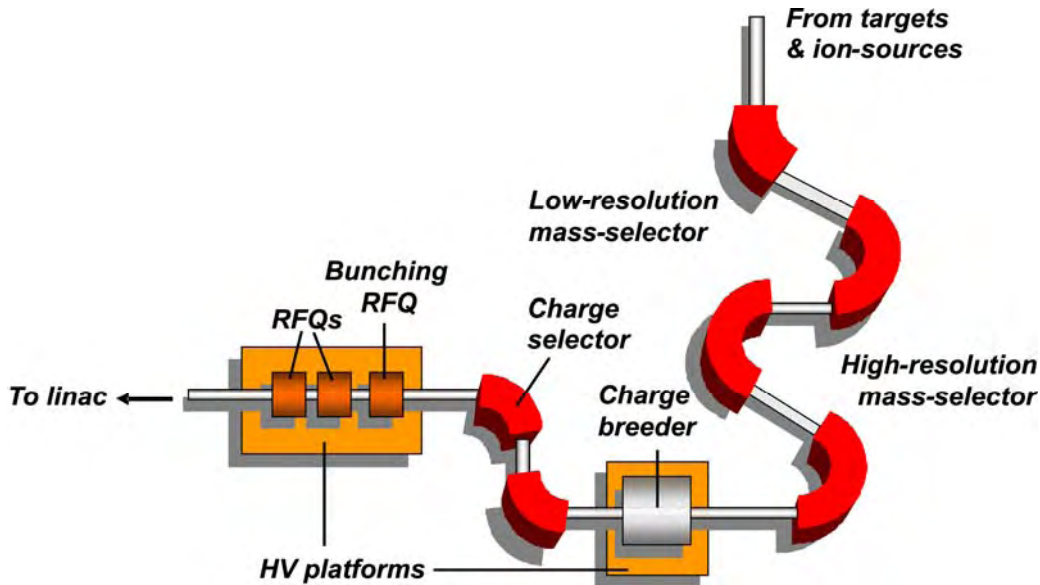 From targets
& ion-sources
Low-resolution
mass-selector
Bunching
RFQ
RFQs
Charge
selector
High-resolution
mass-selector
To linac
Charge
breeder
HV platforms